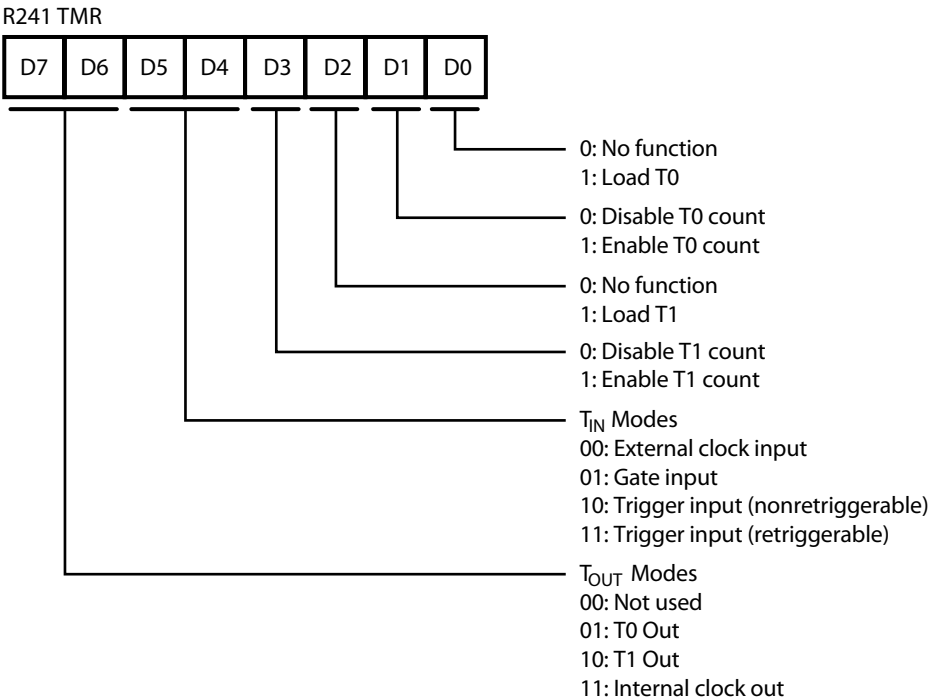 R241 TMR
D7 D6 D5 D4 D3 D2 D1 D0
0: No function
1: Load T0
0: Disable T0 count
1: Enable T0 count
0: No function
1: Load T1
0: Disable T1 count
1: Enable T1 count
TIN Modes
00: External clock input
01: Gate input
10: Trigger input (nonretriggerable)
11: Trigger input (retriggerable)
TOUT Modes
00: Not used
01: T0 Out
10: T1 Out
11: Internal clock out